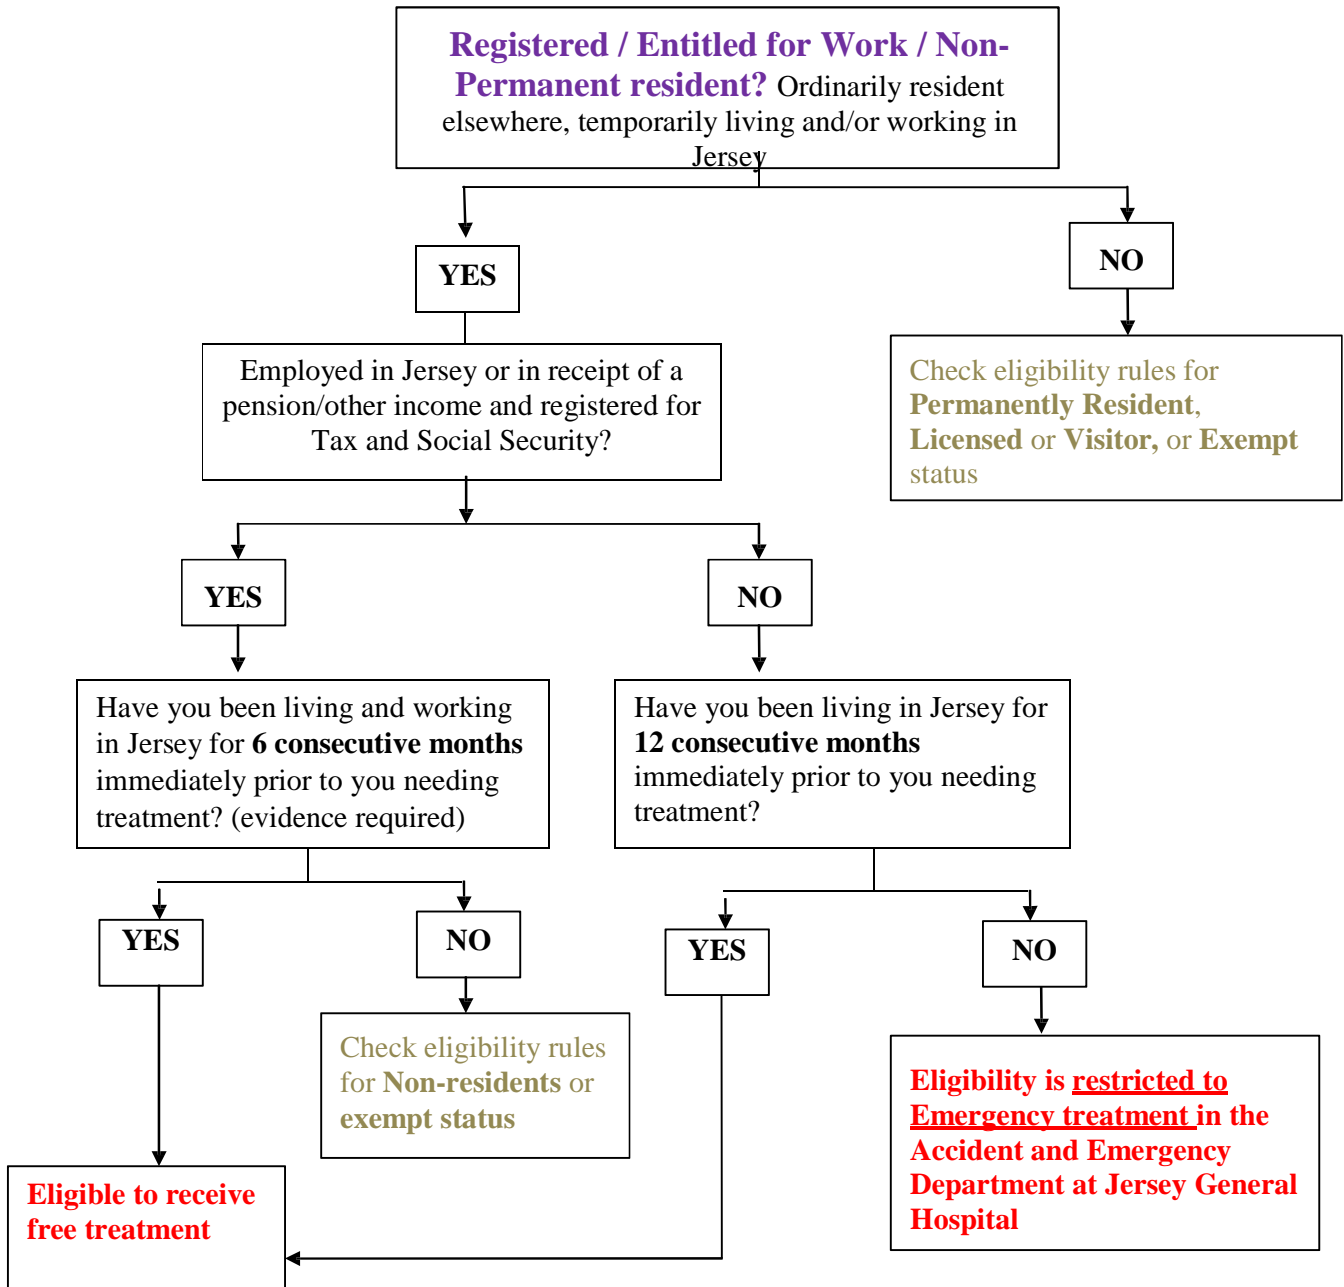 Registered / Entitled for Work / Non-
Permanent resident? Ordinarily resident
elsewhere, temporarily living and/or working in
Jersey
YES
NO
Employed in Jersey or in receipt of a
pension/other income and registered for
Tax and Social Security?
Check eligibility rules for
Permanently Resident,
Licensed or Visitor, or Exempt
status
YES
NO
Have you been living and working
in Jersey for 6 consecutive months
immediately prior to you needing
treatment? (evidence required)
Have you been living in Jersey for
12 consecutive months
immediately prior to you needing
treatment?
YES
NO
YES
NO
Check eligibility rules
for Non-residents or
exempt status
Eligibility is restricted to
Emergency treatment in the
Accident and Emergency
Department at Jersey General
Hospital
Eligible to receive
free treatment